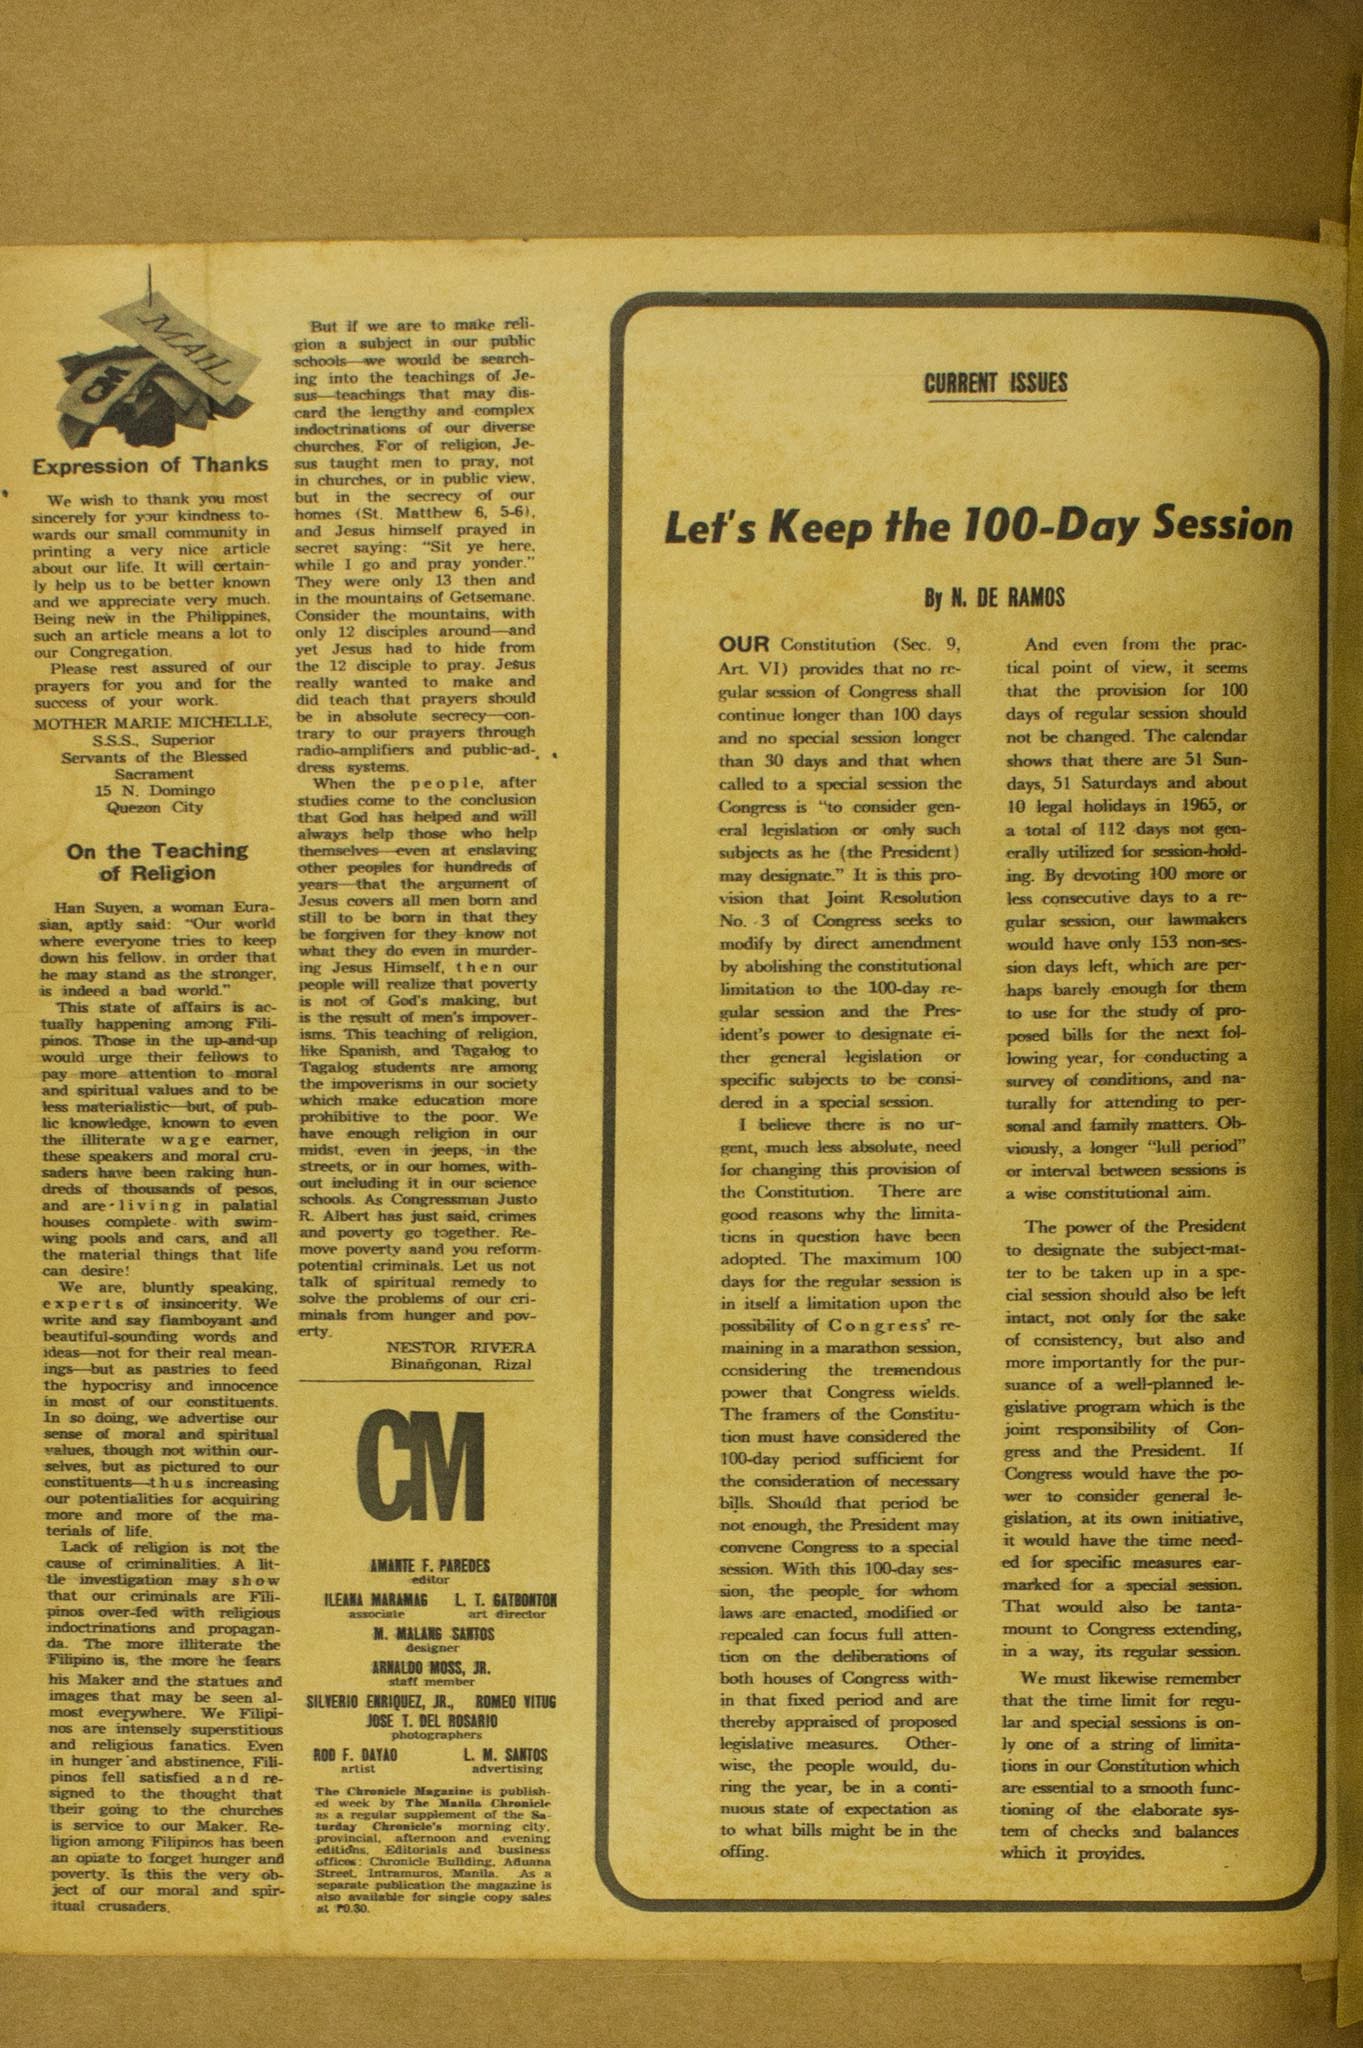 MAIL
Expression of Thanks
We wish to thank you most
sincerely for your kindness to-
wards our small community in
printing a very nice article
about our life. It will certain-
ly help us to be better known
and we appreciate very much.
Being new in the Philippines,
such an article means a lot to
our Congregation.
Please rest assured of our
prayers for you and for the
success of your work.
MOTHER MARIE MICHELLE,
S.S.S., Superior
Servants of the Blessed
Sacrament
15 N. Domingo
Quezon City
On the Teaching
of Religion
Han Suyen, a woman Eura-
sian, aptly said: "Our world
where everyone tries to keep
down his fellow. in order that
he may stand as the stronger,
is indeed a bad world."
This state of affairs is ac-
tually happening among Fili-
pinos. Those in the up-and-up
would urge their fellows to
pay more attention to moral
and spiritual values and to be
less materialistic—but, of pub-
lic knowledge, known to even
the illiterate wage earner,
these speakers and moral cru-
saders have been raking hun-
dreds of thousands of pesos,
and are living in palatial
houses complete with swim-
wing pools and cars, and all
the material things that life
can desire!
We are, bluntly speaking,
experts of insincerity. We
write and say flamboyant and
beautiful-sounding words and
ideas—not for their real mean-
ings—but as pastries to feed
the hypocrisy and innocence
in most of our constituents.
In so doing, we advertise our
sense of moral and spiritual
values, though not within our-
selves, but as pictured to our
constituents—thus increasing
our potentialities for acquiring
more and more of the ma-
terials of life.
Lack of religion is not the
cause of criminalities. A lit-
tle investigation may show
that our criminals are Fili-
pinos over-fed with religious
indoctrinations and propagan-
da. The more illiterate the
Filipino is, the more he fears
his Maker and the statues and
images that may be seen al-
most everywhere. We Filipi-
nos are intensely superstitious
and religious fanatics. Even
in hunger and abstinence, Fili-
pinos fell satisfied and re-
signed to the thought that
their going to the churches
is service to our Maker. Re-
ligion among Filipinos has been
an opiate to forget hunger and
poverty. Is this the very ob-
ject of our moral and spir-
itual crusaders.
But if we are to make reli-
gion a subject in our public
schools—we would be search-
ing into the teachings of Je-
sus—teachings that may dis-
card the lengthy and complex
indoctrinations of our diverse
churches. For of religion, Je-
sus taught men to pray, not
in churches, or in public view,
but in the secrecy of our
homes (St. Matthew 6, 5-6),
and Jesus himself prayed in
secret saying: "Sit ye here,
while I go and pray yonder."
They were only 13 then and
in the mountains of Getsemane.
Consider the mountains, with
only 12 disciples around—and
yet Jesus had to hide from
the 12 disciple to pray. Jesus
really wanted to make and
did teach that prayers should
be in absolute secrecy—con-
trary to our prayers through
radio-amplifiers and public-ad-
dress systems.
When the people, after
studies come to the conclusion
that God has helped and will
always help those who help
themselves—even at enslaving
other peoples for hundreds of
years—that the argument of
Jesus covers all men born and
still to be born in that they
be forgiven for they know not
what they do even in murder-
ing Jesus Himself, then our
people will realize that poverty
is not of God's making, but
is the result of men's impover-
isms. This teaching of religion,
like Spanish, and Tagalog to
Tagalog students are among
the impoverisms in our society
which make education more
prohibitive to the poor. We
have enough religion in our
midst, even in jeeps, in the
streets, or in our homes, with-
out including it in our science
schools. As Congressman Justo
R. Albert has just said, crimes
and poverty go together. Re-
move poverty aand you reform-
potential criminals. Let us not
talk of spiritual remedy to
solve the problems of our cri-
minals from hunger and pov-
erty.
NESTOR RIVERA
Binañgonan, Rizal
CM
AMANTE F. PAREDES
editor
ILEANA MARAMAG L. T. GATBONTON
associate art director
M. MALANG SANTOS
designer
ARNALDO MOSS, JR.
staff member
SILVERIO ENRIQUEZ, JR., ROMEO VITUG
JOSE T. DEL ROSARIO
photographers
ROD F. DAYAO L. M. SANTOS
artist advertising
The Chronicle Magazine is publish-
ed week by The Manila Chronicle
as a regular supplement of the Sa-
turday Chronicle's morning city,
provincial, afternoon and evening
editions. Editorials and business
offices: Chronicle Building, Aduana
Street, Intramuros, Manila. As a
separate publication the magazine is
also available for single copy sales
at ₱0.30.
CURRENT ISSUES
Let's Keep the 100-Day Session
By N. DE RAMOS
OUR Constitution (Sec. 9,
Art. VI) provides that no re-
gular session of Congress shall
continue longer than 100 days
and no special session longer
than 30 days and that when
called to a special session the
Congress is "to consider gen-
eral legislation or only such
subjects as he (the President)
may designate." It is this pro-
vision that Joint Resolution
No. 3 of Congress seeks to
modify by direct amendment
by abolishing the constitutional
limitation to the 100-day re-
gular session and the Pres-
ident's power to designate ei-
ther general legislation or
specific subjects to be consi-
dered in a special session.
I believe there is no ur-
gent, much less absolute, need
for changing this provision of
the Constitution. There are
good reasons why the limita-
tions in question have been
adopted. The maximum 100
days for the regular session is
in itself a limitation upon the
possibility of Congress' re-
maining in a marathon session,
considering the tremendous
power that Congress wields.
The framers of the Constitu-
tion must have considered the
100-day period sufficient for
the consideration of necessary
bills. Should that period be
not enough, the President may
convene Congress to a special
session. With this 100-day ses-
sion, the people for whom
laws are enacted, modified or
repealed can focus full atten-
tion on the deliberations of
both houses of Congress with-
in that fixed period and are
thereby appraised of proposed
legislative measures. Other-
wise, the people would, du-
ring the year, be in a conti-
nuous state of expectation as
to what bills might be in the
offing.
And even from the prac-
tical point of view, it seems
that the provision for 100
days of regular session should
not be changed. The calendar
shows that there are 51 Sun-
days, 51 Saturdays and about
10 legal holidays in 1965, or
a total of 112 days not gen-
erally utilized for session-hold-
ing. By devoting 100 more or
less consecutive days to a re-
gular session, our lawmakers
would have only 153 non-ses-
sion days left, which are per-
haps barely enough for them
to use for the study of pro-
posed bills for the next fol-
lowing year, for conducting a
survey of conditions, and na-
turally for attending to per-
sonal and family matters. Ob-
viously, a longer "lull period"
or interval between sessions is
a wise constitutional aim.
The power of the President
to designate the subject-mat-
ter to be taken up in a spe-
cial session should also be left
intact, not only for the sake
of consistency, but also and
more importantly for the pur-
suance of a well-planned le-
gislative program which is the
joint responsibility of Con-
gress and the President. If
Congress would have the po-
wer to consider general le-
gislation, at its own initiative,
it would have the time need-
ed for specific measures ear-
marked for a special session.
That would also be tanta-
mount to Congress extending,
in a way, its regular session.
We must likewise remember
that the time limit for regu-
lar and special sessions is on-
ly one of a string of limita-
tions in our Constitution which
are essential to a smooth func-
tioning of the elaborate sys-
tem of checks and balances
which it provides.